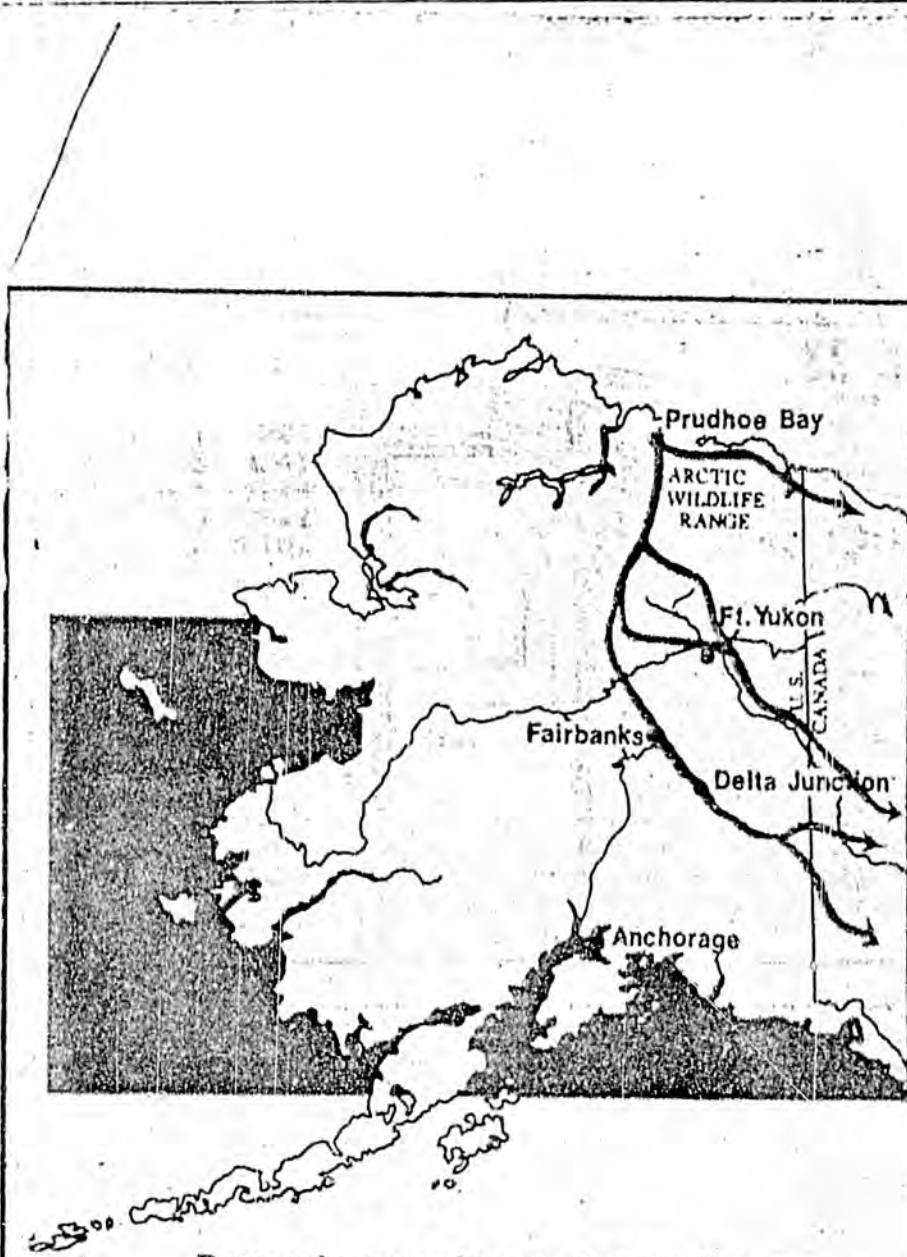 Prudhoe Bay
ARCTIC
WILDLIFE
RANGE
Ft. Yukon
U.S.
CANADA
Fairbanks
Delta Junction
Anchorage